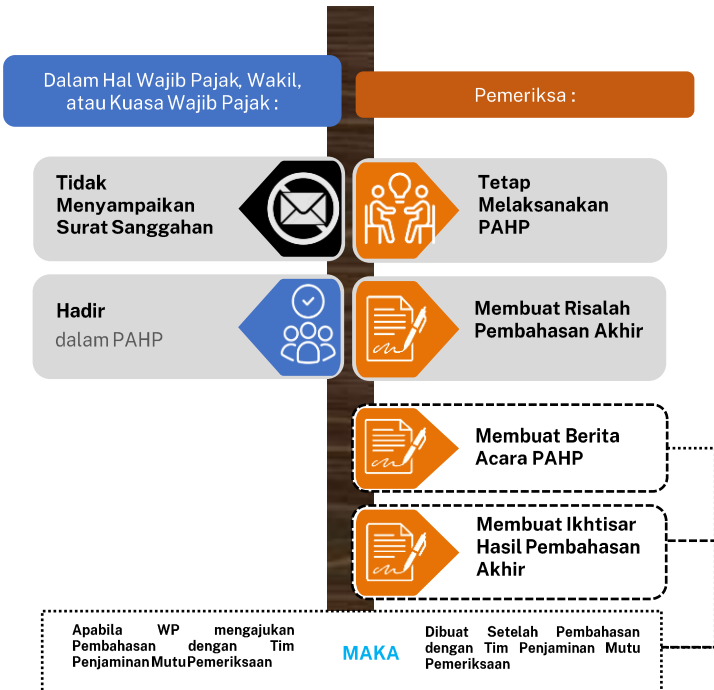 Dalam Hal Wajib Pajak, Wakil,
atau Kuasa Wajib Pajak :
Pemeriksa :
Tidak
Menyampaikan
Surat Sanggahan
Tetap
Melaksanakan
PAHP
Hadir
dalam PAHP
Membuat Risalah
Pembahasan Akhir
Membuat Berita
Acara PAHP
Membuat Ikhtisar
Hasil Pembahasan
Akhir
Apabila WP mengajukan
Pembahasan dengan Tim
Penjaminan Mutu Pemeriksaan
MAKA
Dibuat Setelah Pembahasan
dengan Tim Penjaminan Mutu
Pemeriksaan